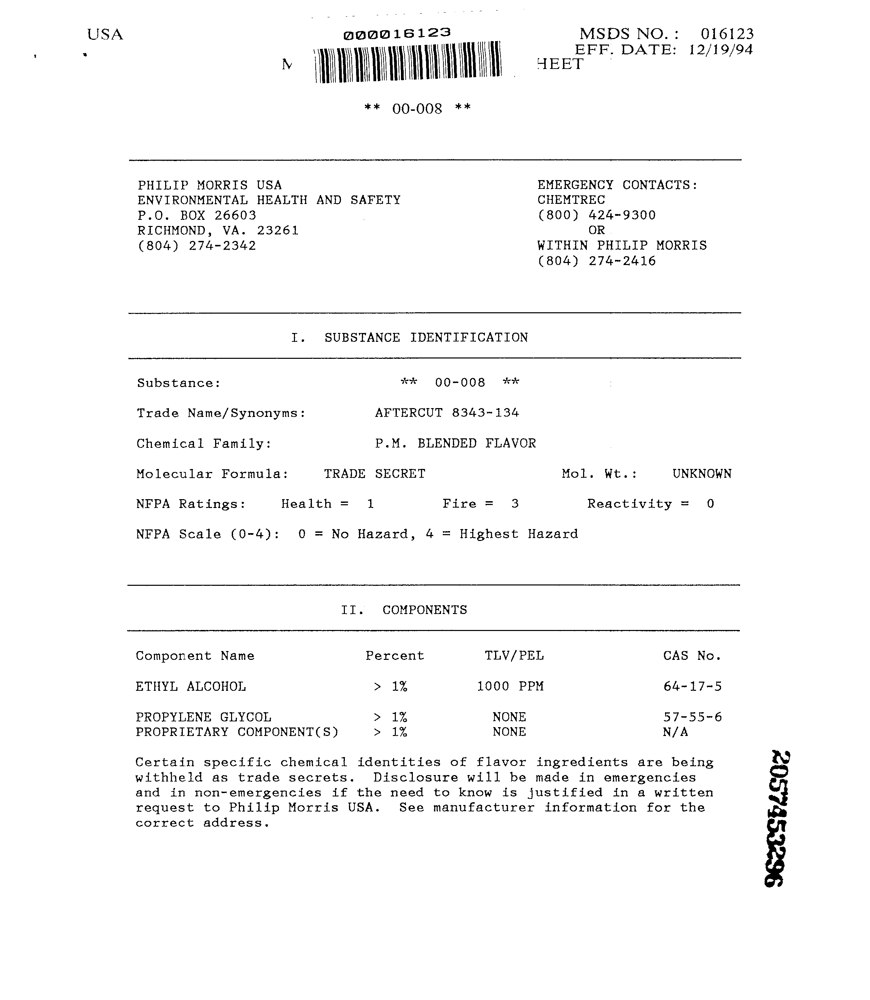 USA
000016123
MSDS NO. : 016123
EFF. DATE: 12/19/94
M
HEET
** 00-008 **
PHILIP MORRIS USA
ENVIRONMENTAL HEALTH AND SAFETY
P.O. BOX 26603
RICHMOND, VA. 23261
(804) 274-2342
EMERGENCY CONTACTS:
CHEMTREC
(800) 424-9300
OR
WITHIN PHILIP MORRIS
(804) 274-2416
I. SUBSTANCE IDENTIFICATION
Substance: ** 00-008 **
Trade Name/Synonyms: AFTERCUT 8343-134
Chemical Family: P.M. BLENDED FLAVOR
Molecular Formula: TRADE SECRET Mol. Wt.: UNKNOWN
NFPA Ratings: Health = 1 Fire = 3 Reactivity = 0
NFPA Scale (0-4): 0 = No Hazard, 4 = Highest Hazard
II. COMPONENTS
Component Name Percent TLV/PEL CAS No.
ETHYL ALCOHOL > 1% 1000 PPM 64-17-5
PROPYLENE GLYCOL > 1% NONE 57-55-6
PROPRIETARY COMPONENT(S) > 1% NONE N/A
Certain specific chemical identities of flavor ingredients are being
withheld as trade secrets. Disclosure will be made in emergencies
and in non-emergencies if the need to know is justified in a written
request to Philip Morris USA. See manufacturer information for the
correct address.
2057453296